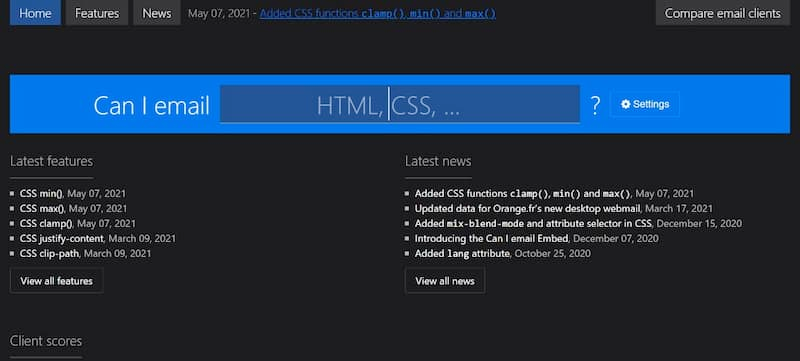 Home Features News May 07, 2021 - Added CSS functions clamp(), min() and max() Compare email clients
Can I email HTML, CSS, ... ? Settings
Latest features
CSS min(), May 07, 2021
CSS max(), May 07, 2021
CSS clamp(), May 07, 2021
CSS justify-content, March 09, 2021
CSS clip-path, March 09, 2021
View all features
Latest news
Added CSS functions clamp(), min() and max(), May 07, 2021
Updated data for Orange.fr's new desktop webmail, March 17, 2021
Added mix-blend-mode and attribute selector in CSS, December 15, 2020
Introducing the Can I email Embed, December 07, 2020
Added lang attribute, October 25, 2020
View all news
Client scores